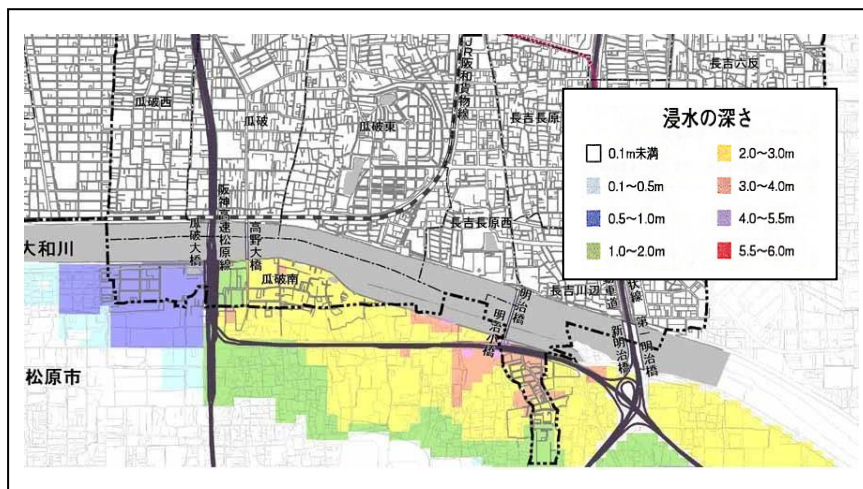 JR阪和貨物線
長吉六反
瓜破西
瓜破
瓜破東
長吉長原
浸水の深さ
0.1m未満
2.0～3.0m
0.1～0.5m
3.0～4.0m
0.5～1.0m
4.0～5.5m
1.0～2.0m
5.5～6.0m
阪神高速松原線
長吉長原西
大和川
瓜破大橋
高野大橋
瓜破南
長吉川辺
明治橋
明治小橋
新明治橋
第一明治橋
松原市